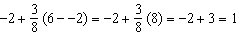 −2 + 3/8 (6 − −2) = −2 + 3/8 (8) = −2 + 3 = 1